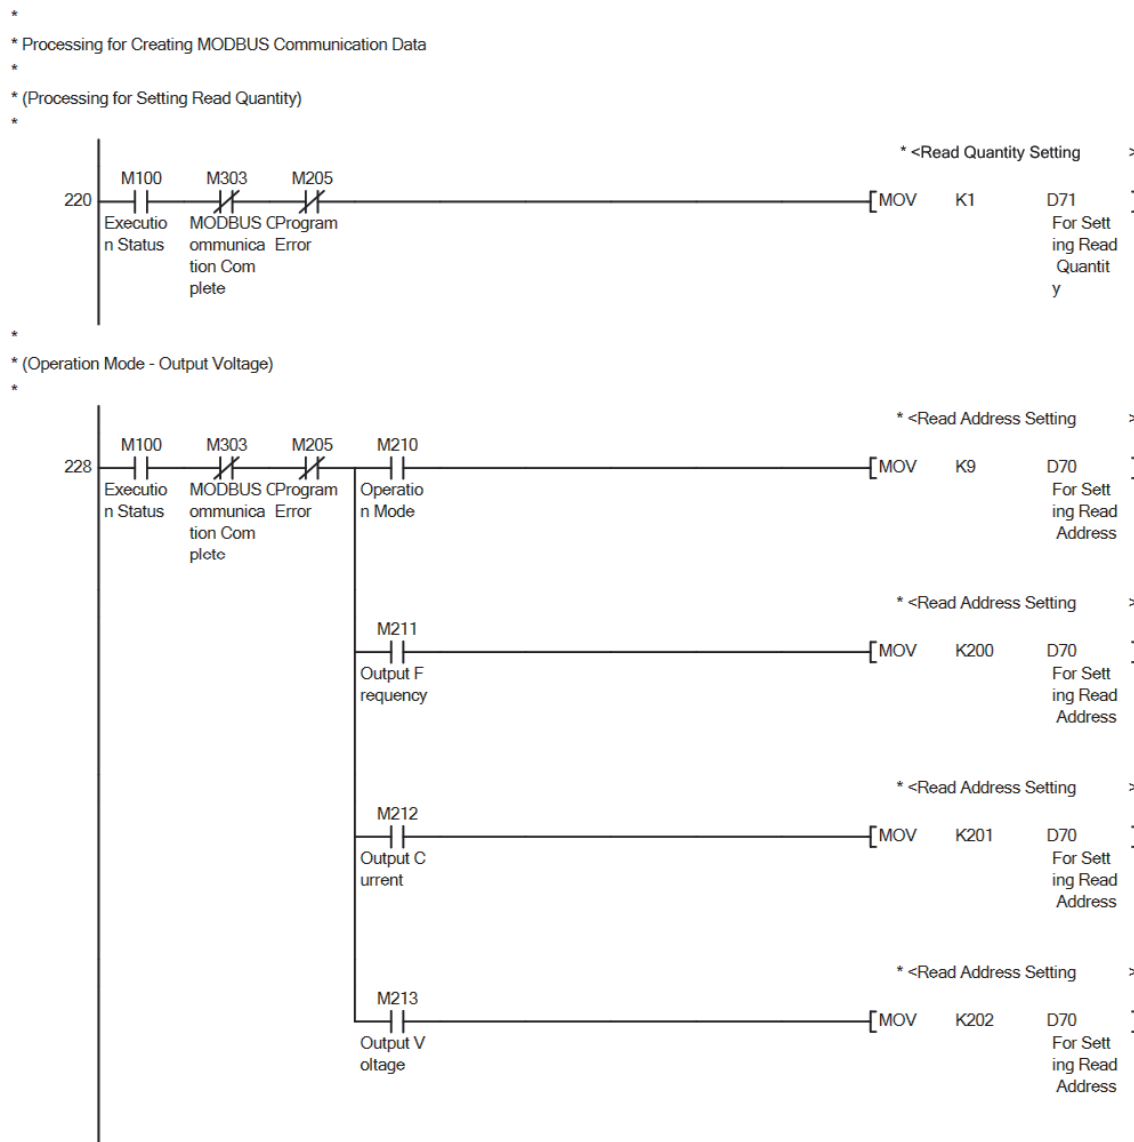 *
* Processing for Creating MODBUS Communication Data
*
* (Processing for Setting Read Quantity)
*
* <Read Quantity Setting >
M100 M303 M205
220 [MOV K1 D71 ]
Executio MODBUS C Program For Sett
n Status ommunica Error ing Read
tion Com Quantit
plete y
*
* (Operation Mode - Output Voltage)
*
* <Read Address Setting >
M100 M303 M205 M210
228 [MOV K9 D70 ]
Executio MODBUS C Program Operatio For Sett
n Status ommunica Error n Mode ing Read
tion Com Address
plete
* <Read Address Setting >
M211
[MOV K200 D70 ]
Output F For Sett
requency ing Read
Address
* <Read Address Setting >
M212
[MOV K201 D70 ]
Output C For Sett
urrent ing Read
Address
* <Read Address Setting >
M213
[MOV K202 D70 ]
Output V For Sett
oltage ing Read
Address